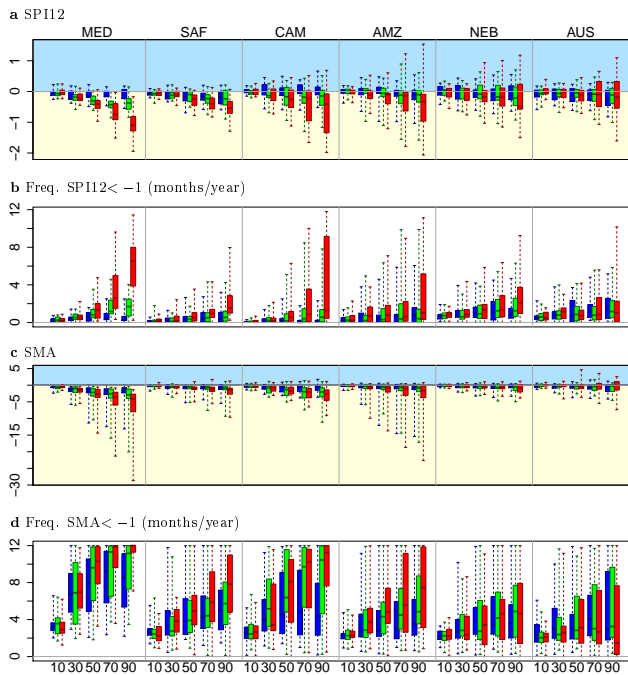 a SPI12
MED SAF CAM AMZ NEB AUS
1
0
−1
−2
b Freq. SPI12< −1 (months/year)
12
8
4
0
c SMA
5
−5
−15
−30
d Freq. SMA< −1 (months/year)
12
8
4
0
10 30 50 70 90 10 30 50 70 90 10 30 50 70 90 10 30 50 70 90 10 30 50 70 90 10 30 50 70 90